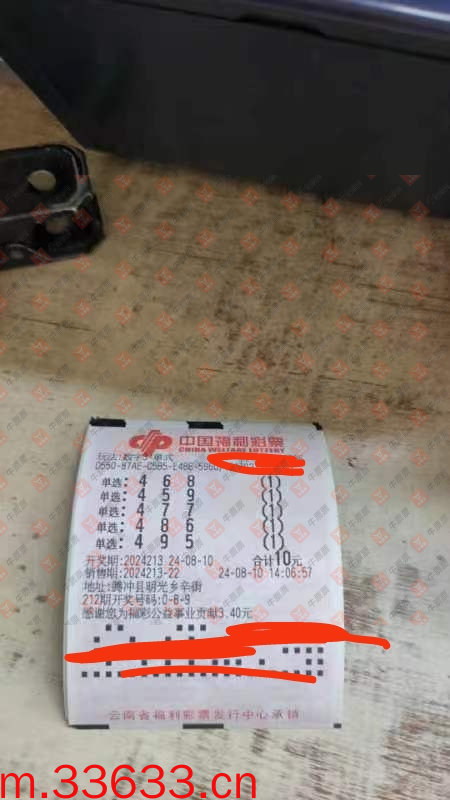 中国福利彩票
CHINA WELFARE LOTTERY
玩法:数字3·单式
单选: 4 6 8 (1)
单选: 4 5 9 (1)
单选: 4 7 7 (1)
单选: 4 8 6 (1)
单选: 4 9 5 (1)
开奖期:2024213 24-08-10 合计10元
销售期:2024213-22 24-08-10 14:06:57
地址:腾冲县明光乡辛街
212期开奖号码:0-8-9
感谢您为福彩公益事业贡献3.40元
云南省福利彩票发行中心承销
m.33633.cn